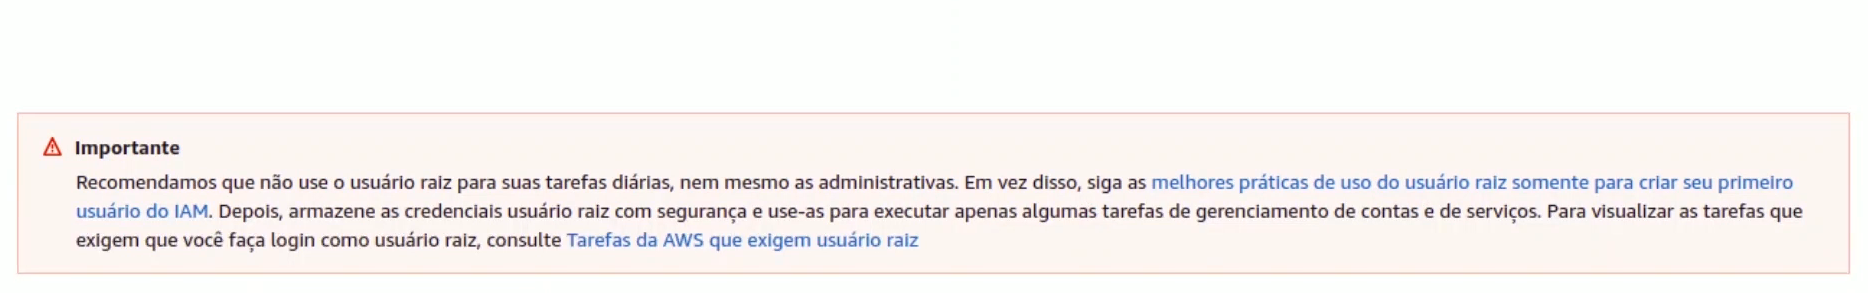 Importante
Recomendamos que não use o usuário raiz para suas tarefas diárias, nem mesmo as administrativas. Em vez disso, siga as melhores práticas de uso do usuário raiz somente para criar seu primeiro
usuário do IAM. Depois, armazene as credenciais usuário raiz com segurança e use-as para executar apenas algumas tarefas de gerenciamento de contas e de serviços. Para visualizar as tarefas que
exigem que você faça login como usuário raiz, consulte Tarefas da AWS que exigem usuário raiz